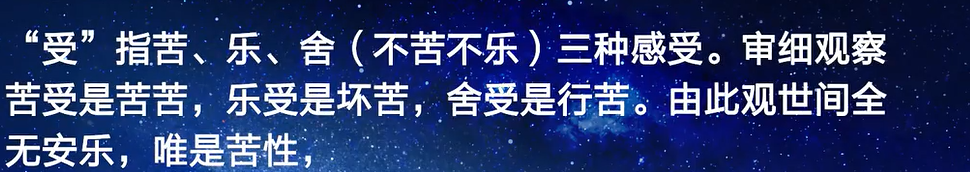 “受”指苦、乐、舍（不苦不乐）三种感受。审细观察
苦受是苦苦，乐受是坏苦，舍受是行苦。由此观世间全
无安乐，唯是苦性，